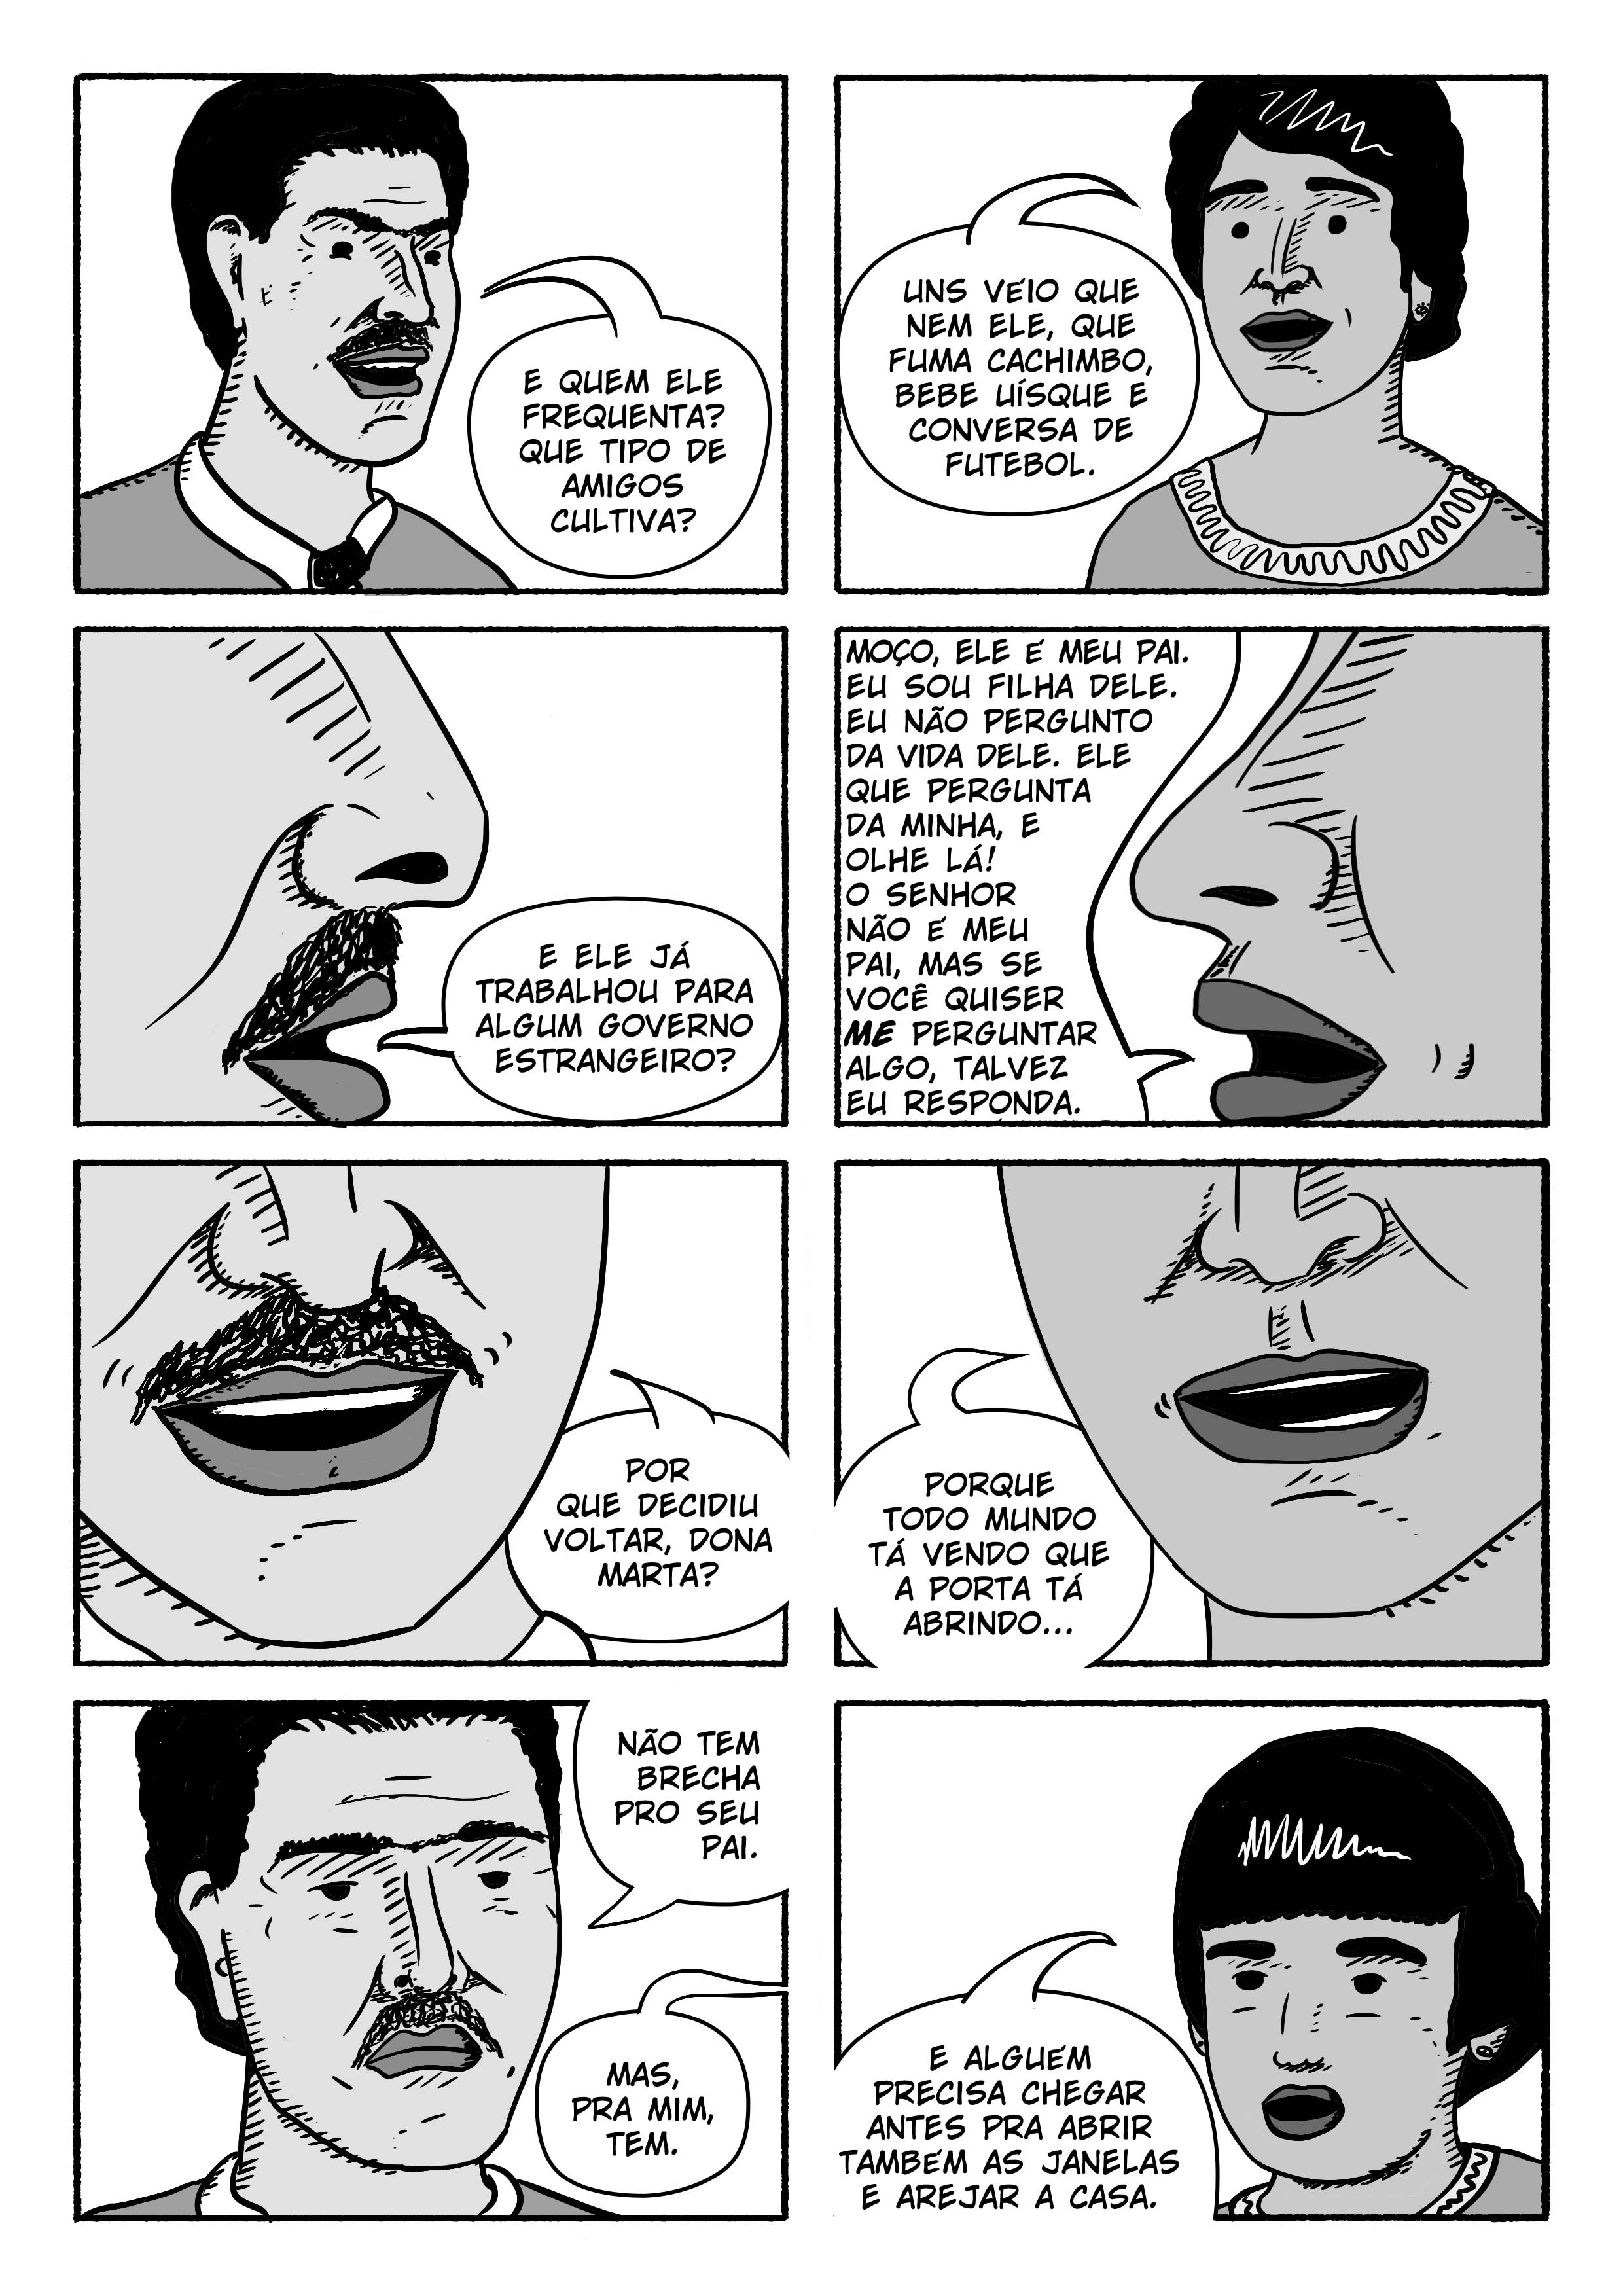 E QUEM ELE
FREQUENTA?
QUE TIPO DE
AMIGOS
CULTIVA?
UNS VÉIO QUE
NEM ELE, QUE
FUMA CACHIMBO,
BEBE UÍSQUE E
CONVERSA DE
FUTEBOL.
E ELE JÁ
TRABALHOU PARA
ALGUM GOVERNO
ESTRANGEIRO?
MOÇO, ELE É MEU PAI.
EU SOU FILHA DELE.
EU NÃO PERGUNTO
DA VIDA DELE. ELE
QUE PERGUNTA
DA MINHA, E
OLHE LÁ!
O SENHOR
NÃO É MEU
PAI, MAS SE
VOCÊ QUISER
ME PERGUNTAR
ALGO, TALVEZ
EU RESPONDA.
POR
QUE DECIDIU
VOLTAR, DONA
MARTA?
PORQUE
TODO MUNDO
TÁ VENDO QUE
A PORTA TÁ
ABRINDO...
NÃO TEM
BRECHA
PRO SEU
PAI.
MAS,
PRA MIM,
TEM.
E ALGUÉM
PRECISA CHEGAR
ANTES PRA ABRIR
TAMBÉM AS JANELAS
E AREJAR A CASA.